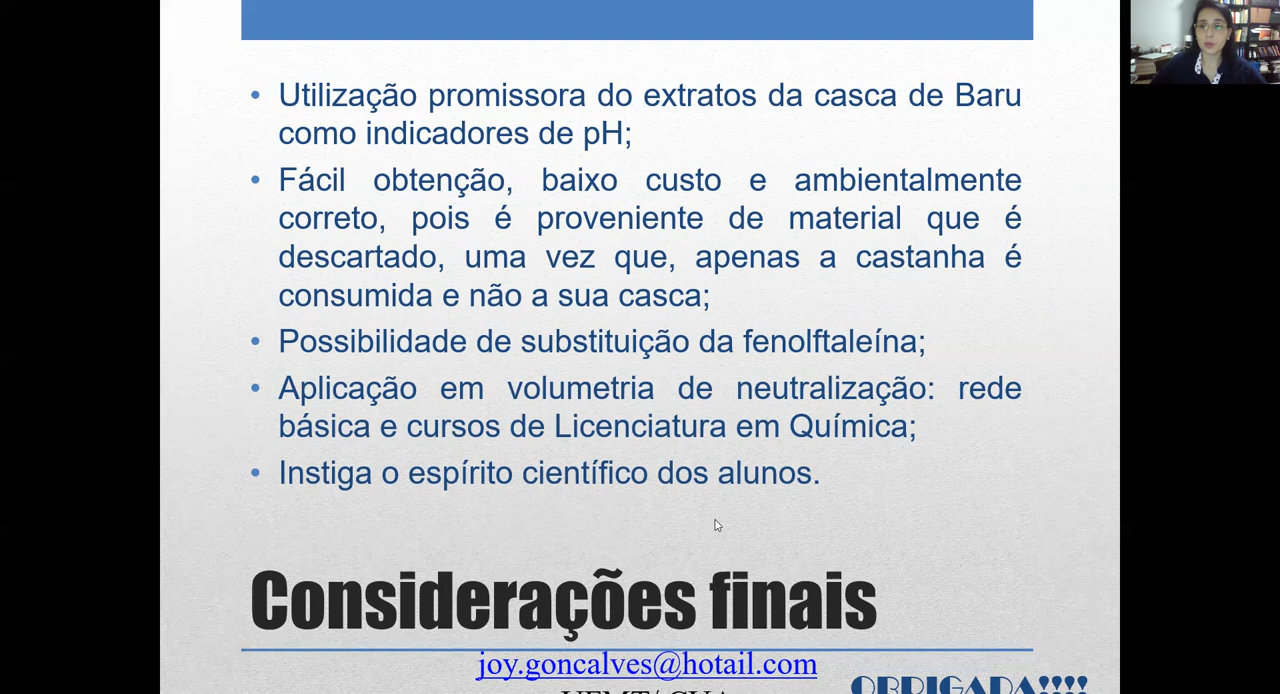 • Utilização promissora do extratos da casca de Baru
como indicadores de pH;
• Fácil obtenção, baixo custo e ambientalmente
correto, pois é proveniente de material que é
descartado, uma vez que, apenas a castanha é
consumida e não a sua casca;
• Possibilidade de substituição da fenolftaleína;
• Aplicação em volumetria de neutralização: rede
básica e cursos de Licenciatura em Química;
• Instiga o espírito científico dos alunos.
Considerações finais
joy.goncalves@hotail.com
UFMT/ CUA
OBRIGADA!!!!